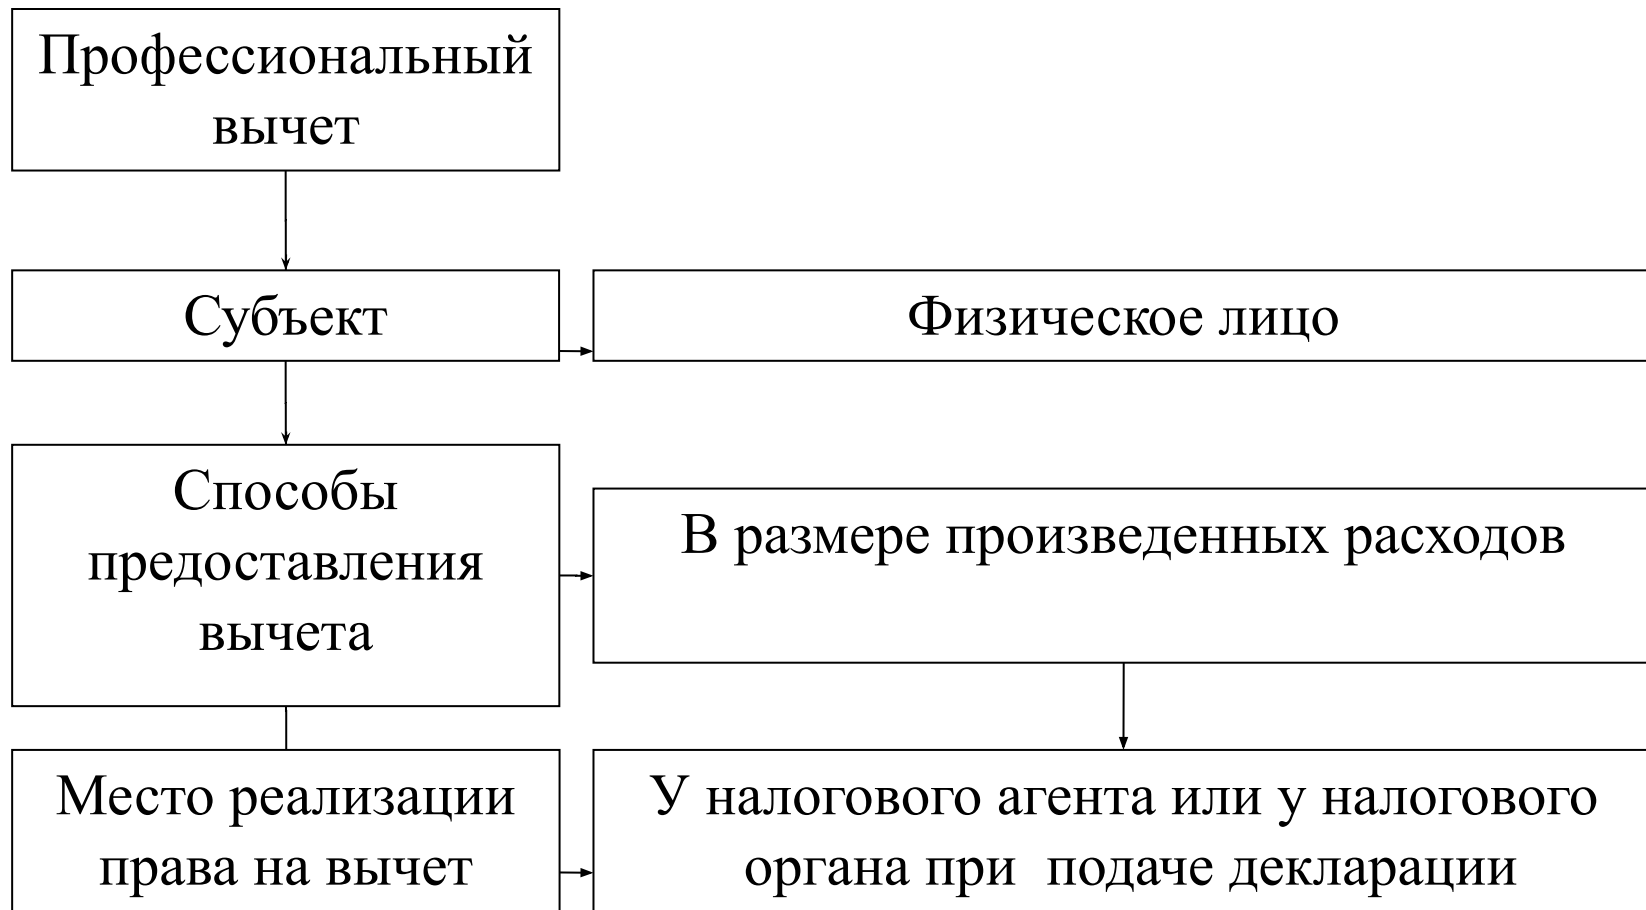 Профессиональный
вычет
Субъект
Физическое лицо
Способы
предоставления
вычета
В размере произведенных расходов
Место реализации
права на вычет
У налогового агента или у налогового
органа при подаче декларации